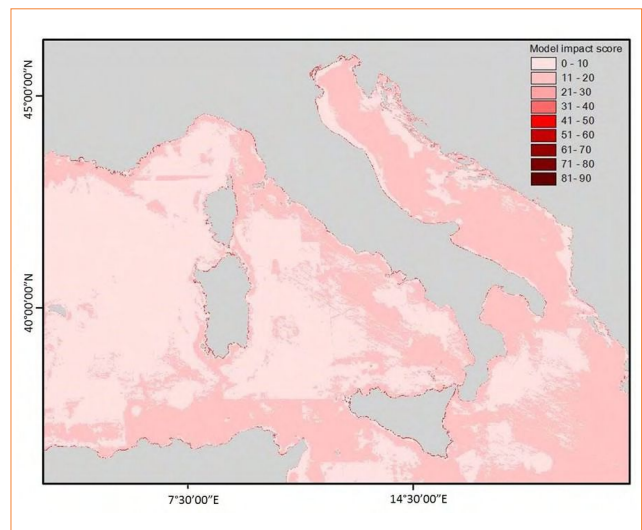 Model impact score
0 - 10
11 - 20
21 - 30
31 - 40
41 - 50
51 - 60
61 - 70
71 - 80
81 - 90
45°00'00"N
40°00'00"N
7°30'00"E
14°30'00"E